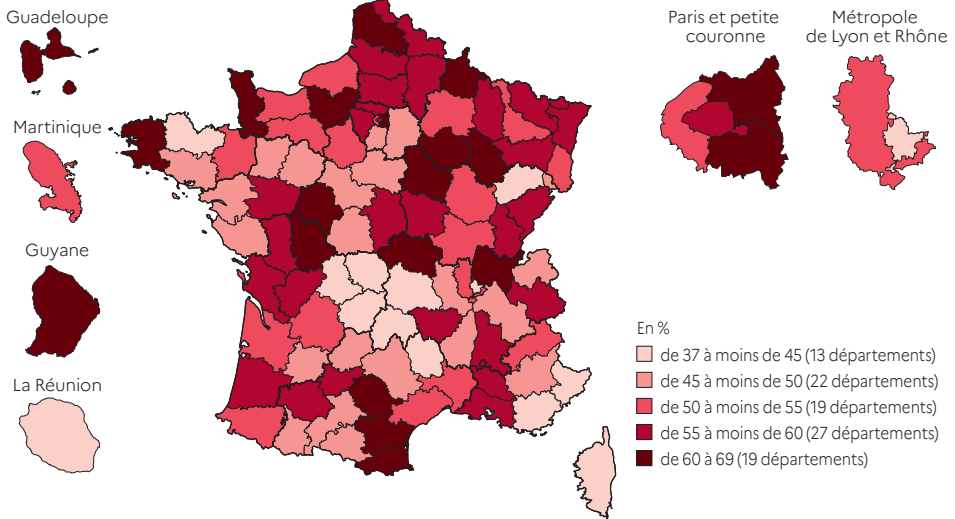 Guadeloupe
Martinique
Guyane
La Réunion
Paris et petite
couronne
Métropole
de Lyon et Rhône
En %
de 37 à moins de 45 (13 départements)
de 45 à moins de 50 (22 départements)
de 50 à moins de 55 (19 départements)
de 55 à moins de 60 (27 départements)
de 60 à 69 (19 départements)